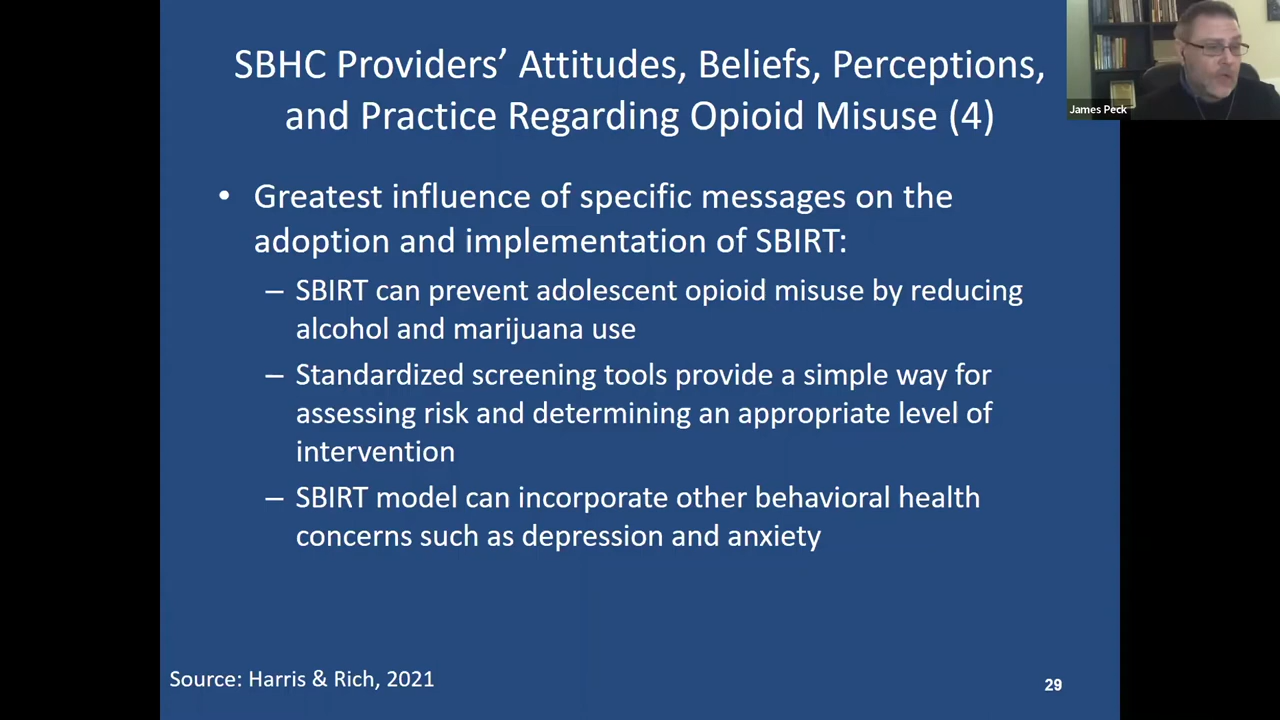 SBHC Providers’ Attitudes, Beliefs, Perceptions,
and Practice Regarding Opioid Misuse (4)
James Peck
• Greatest influence of specific messages on the
adoption and implementation of SBIRT:
– SBIRT can prevent adolescent opioid misuse by reducing
alcohol and marijuana use
– Standardized screening tools provide a simple way for
assessing risk and determining an appropriate level of
intervention
– SBIRT model can incorporate other behavioral health
concerns such as depression and anxiety
Source: Harris & Rich, 2021
29